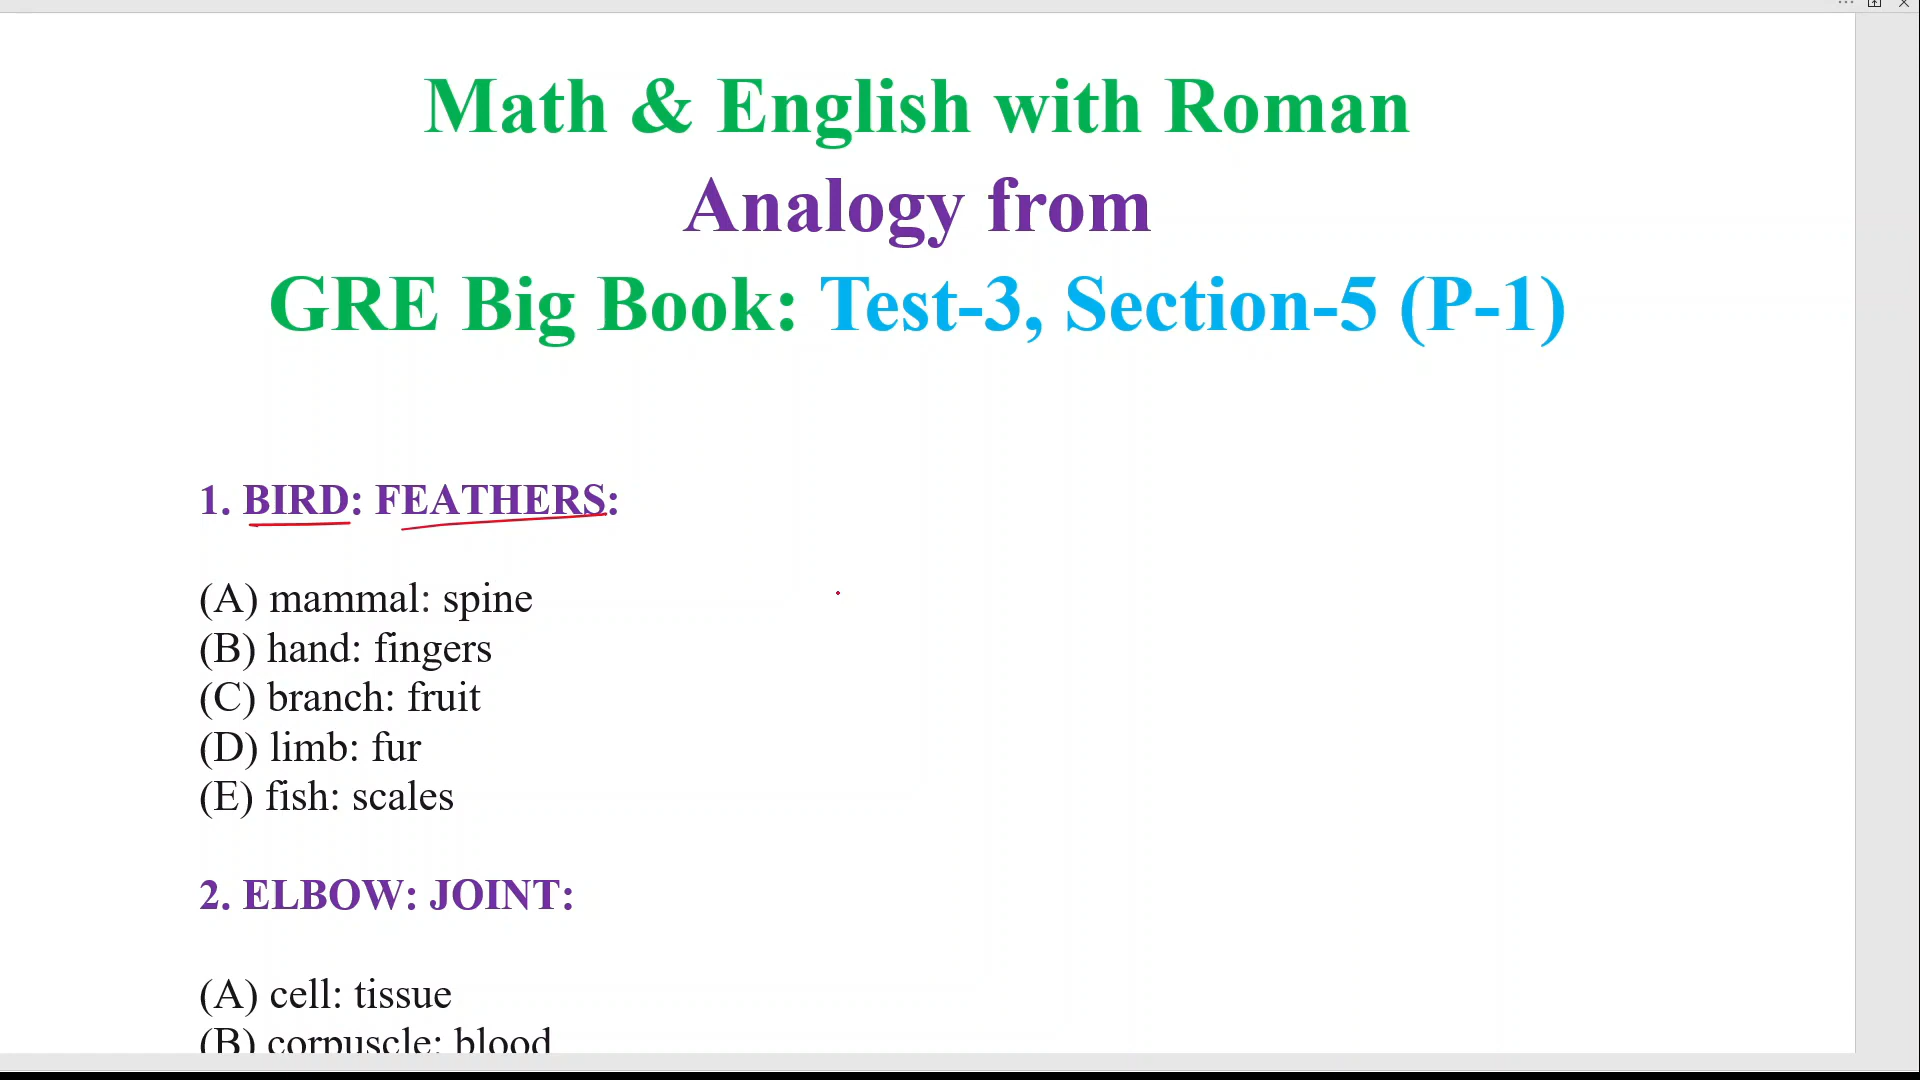 Math & English with Roman
Analogy from
GRE Big Book: Test-3, Section-5 (P-1)
1. BIRD: FEATHERS:
(A) mammal: spine
(B) hand: fingers
(C) branch: fruit
(D) limb: fur
(E) fish: scales
2. ELBOW: JOINT:
(A) cell: tissue
(B) corpuscle: blood